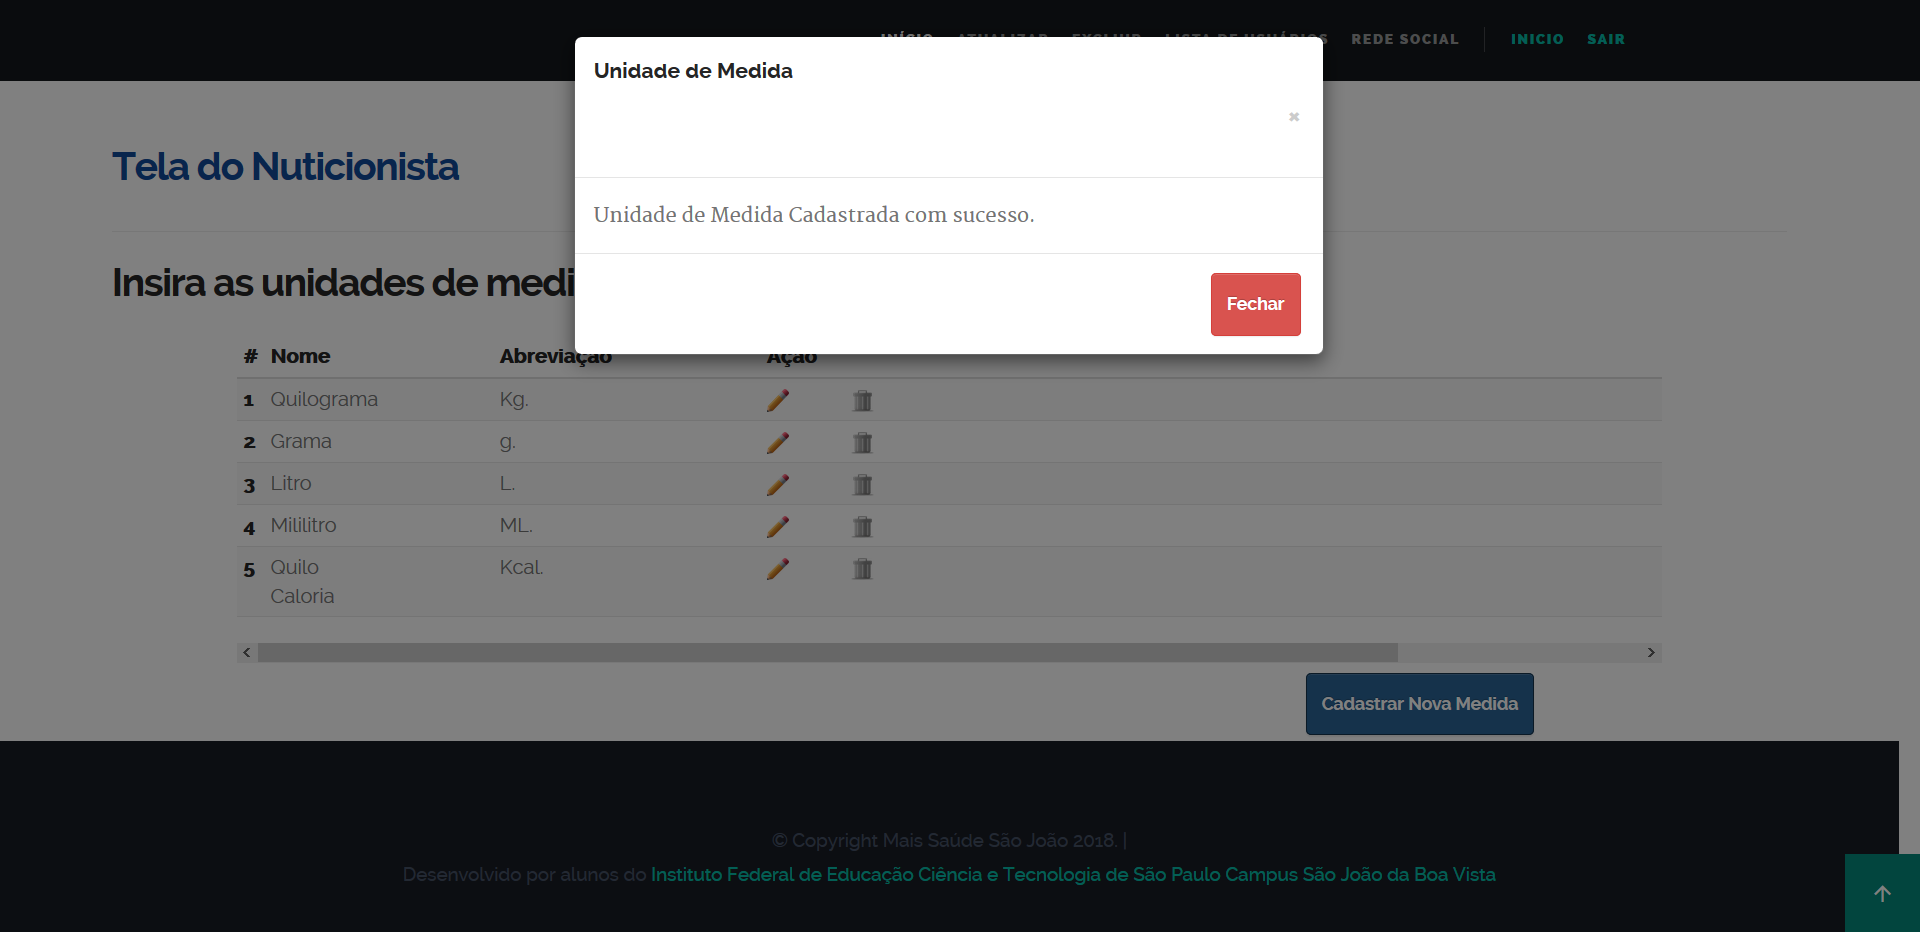 INÍCIO ATUALIZAR EXCLUIR LISTA DE USUÁRIOS REDE SOCIAL INICIO SAIR
Unidade de Medida
×
Tela do Nuticionista
Unidade de Medida Cadastrada com sucesso.
Insira as unidades de medi
Fechar
# Nome Abreviação Ação
1 Quilograma Kg.
2 Grama g.
3 Litro L.
4 Mililitro ML.
5 Quilo Kcal.
Caloria
Cadastrar Nova Medida
© Copyright Mais Saúde São João 2018. |
Desenvolvido por alunos do Instituto Federal de Educação Ciência e Tecnologia de São Paulo Campus São João da Boa Vista